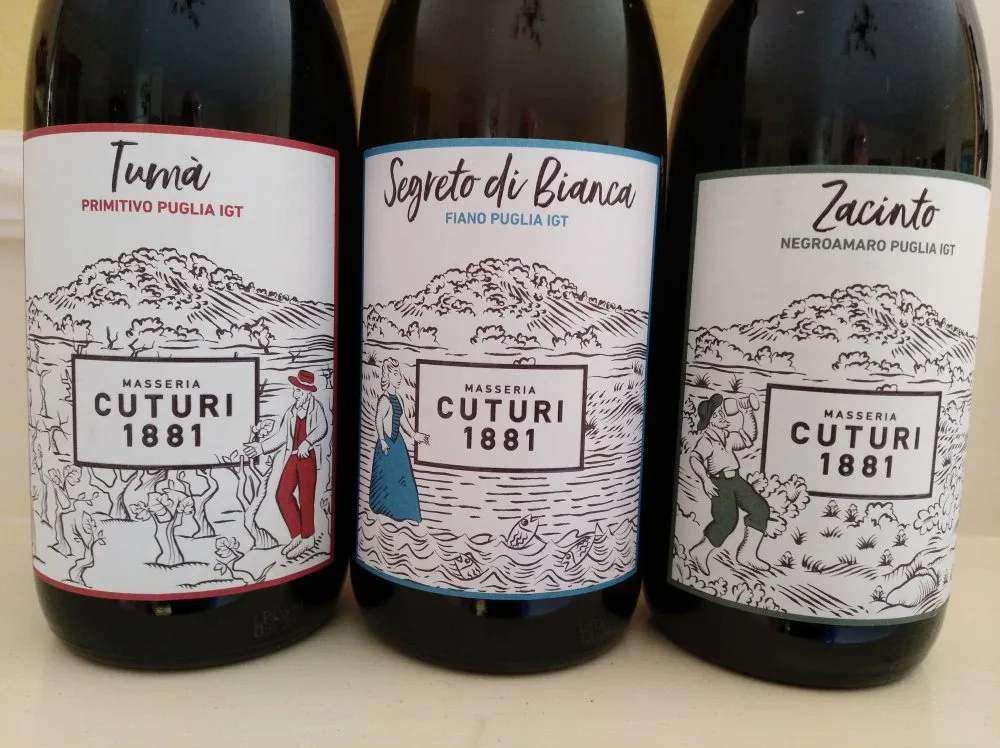 Tumà
PRIMITIVO PUGLIA IGT
MASSERIA
CUTURI
1881
Segreto di Bianca
FIANO PUGLIA IGT
MASSERIA
CUTURI
1881
Zacinto
NEGROAMARO PUGLIA IGT
MASSERIA
CUTURI
1881